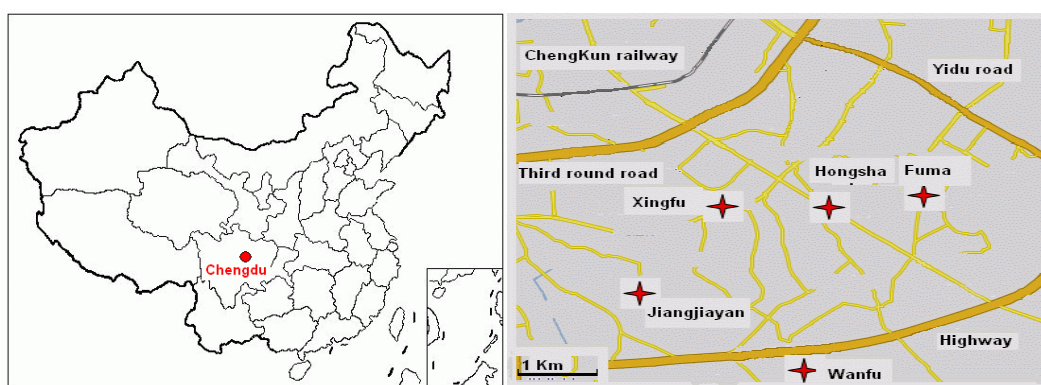 Chengdu
ChengKun railway
Yidu road
Third round road
Hongsha
Fuma
Xingfu
Jiangjiayan
Highway
1 Km
Wanfu